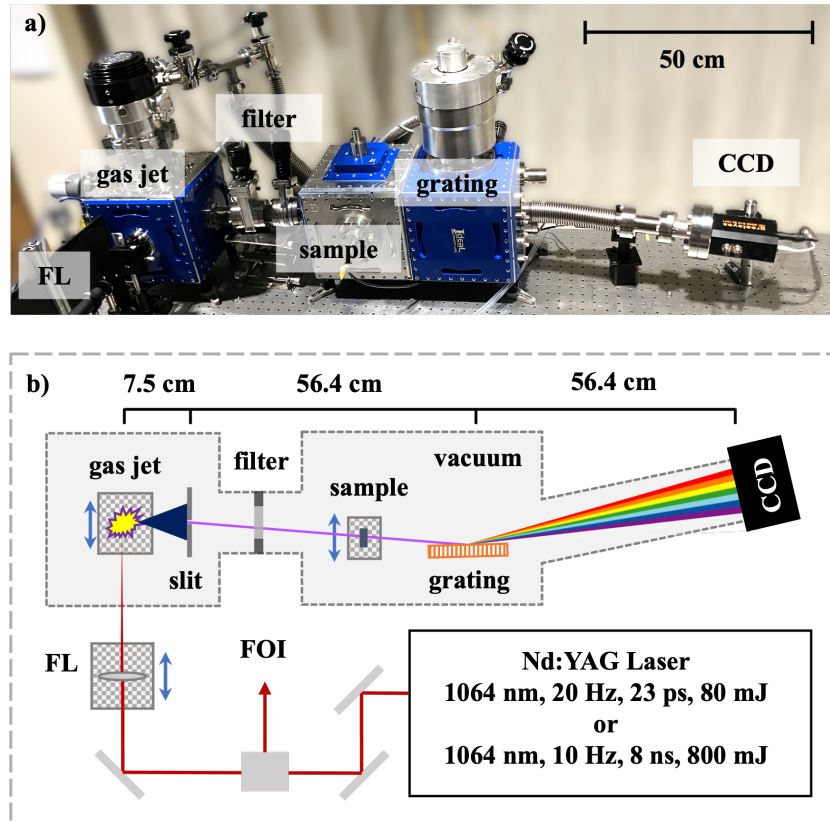 a)
50 cm
filter
CCD
gas jet
grating
sample
FL
b)
7.5 cm
56.4 cm
56.4 cm
gas jet
filter
vacuum
CCD
sample
slit
grating
FL
FOI
Nd:YAG Laser
1064 nm, 20 Hz, 23 ps, 80 mJ
or
1064 nm, 10 Hz, 8 ns, 800 mJ